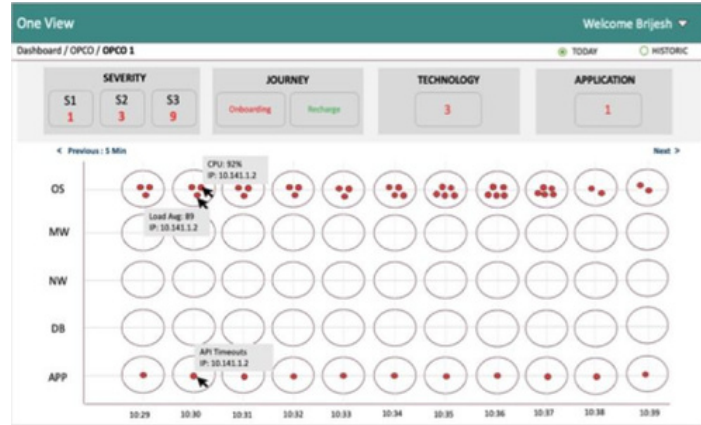 One View
Welcome Brijesh
Dashboard / OPCO / OPCO 1
TODAY
HISTORIC
SEVERITY
S1
1
S2
3
S3
9
JOURNEY
Onboarding
Recharge
TECHNOLOGY
3
APPLICATION
1
< Previous : 5 Min
Next >
CPU: 92%
IP: 10.141.1.2
OS
Load Avg: 89
IP: 10.141.1.2
MW
NW
DB
API Timeouts
IP: 10.141.1.2
APP
10:29 10:30 10:31 10:32 10:33 10:34 10:35 10:36 10:37 10:38 10:39